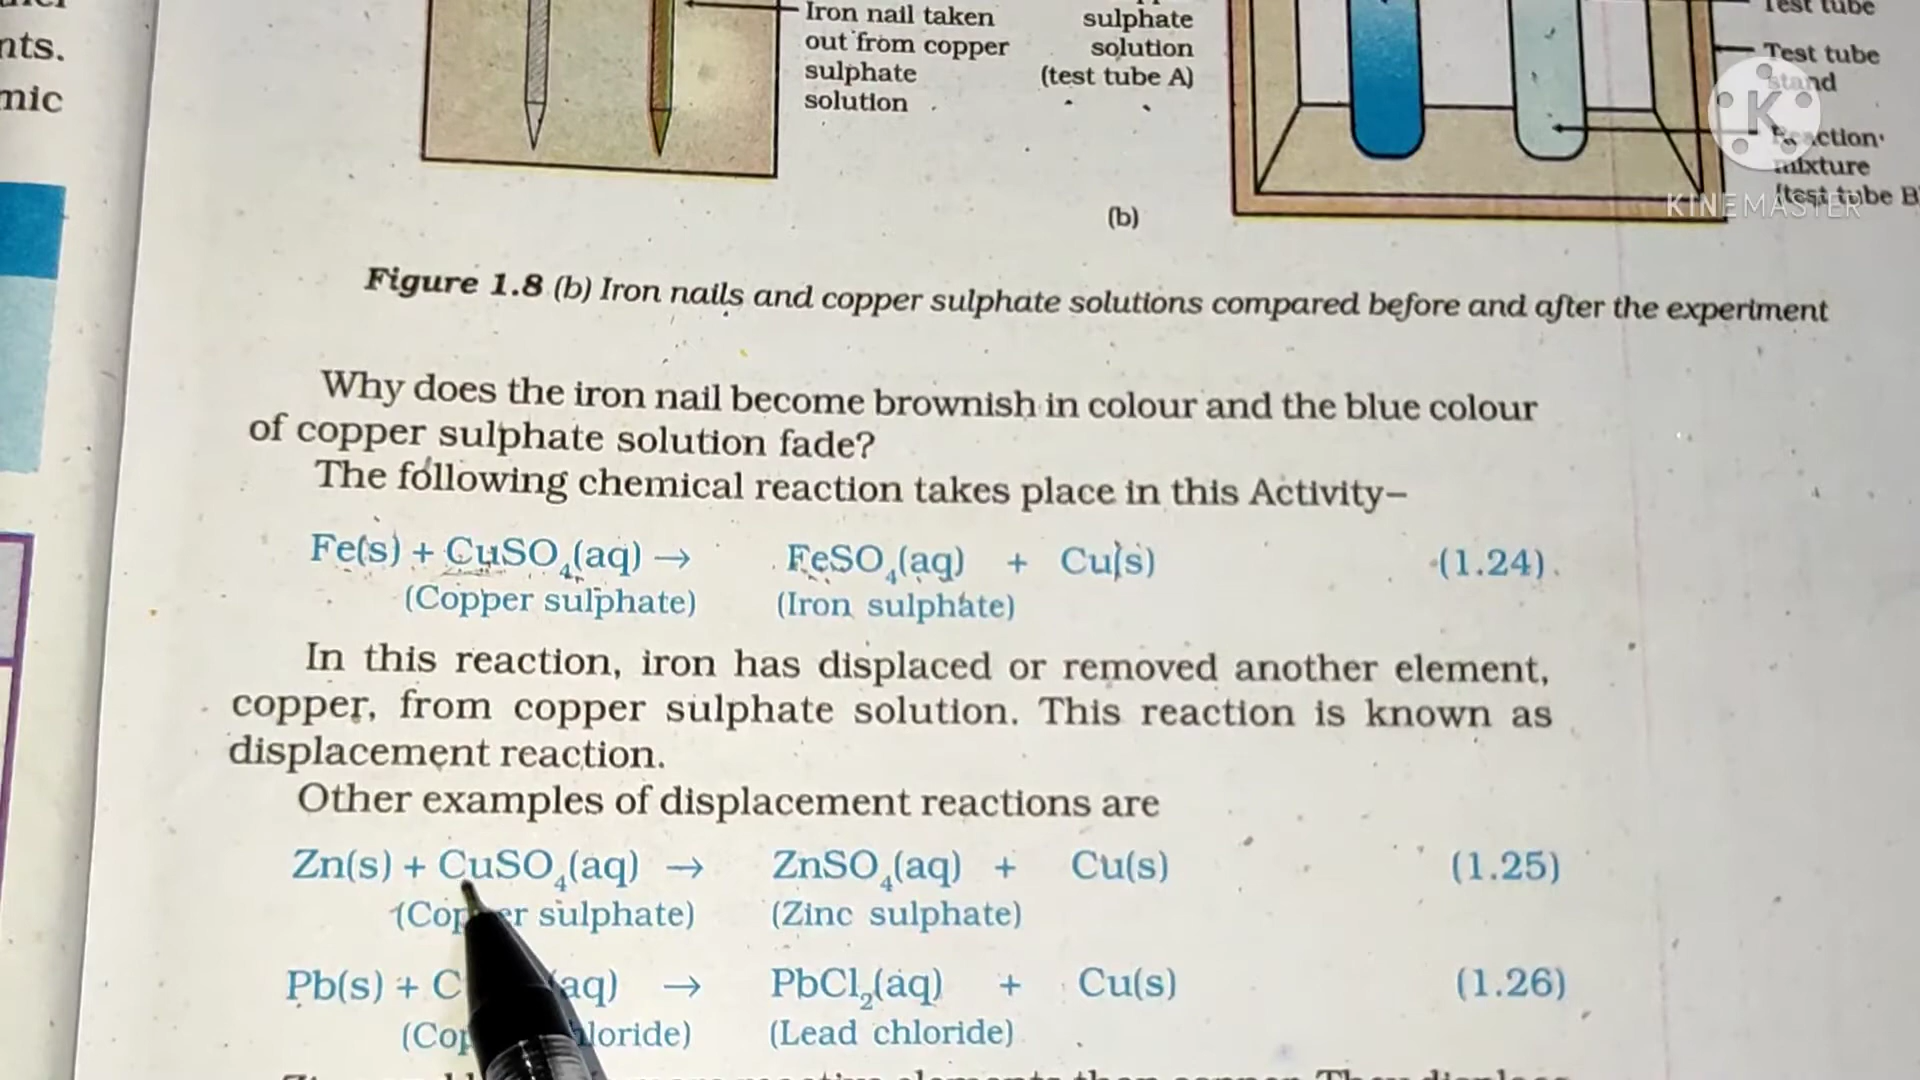 nts.
mic
Iron nail taken
out from copper
sulphate
solution
sulphate
solution
(test tube A)
Test tube
Test tube
stand
Reaction
mixture
(test tube B
K
KINEMASTER
(b)
Figure 1.8 (b) Iron nails and copper sulphate solutions compared before and after the experiment
Why does the iron nail become brownish in colour and the blue colour
of copper sulphate solution fade?
The following chemical reaction takes place in this Activity–
Fe(s) + CuSO₄(aq) → FeSO₄(aq) + Cu(s) (1.24)
(Copper sulphate) (Iron sulphate)
In this reaction, iron has displaced or removed another element,
copper, from copper sulphate solution. This reaction is known as
displacement reaction.
Other examples of displacement reactions are
Zn(s) + CuSO₄(aq) → ZnSO₄(aq) + Cu(s) (1.25)
(Copper sulphate) (Zinc sulphate)
Pb(s) + C (aq) → PbCl₂(aq) + Cu(s) (1.26)
(Cop hloride) (Lead chloride)